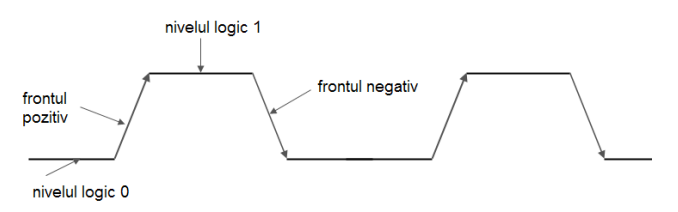 nivelul logic 1
frontul negativ
frontul
pozitiv
nivelul logic 0